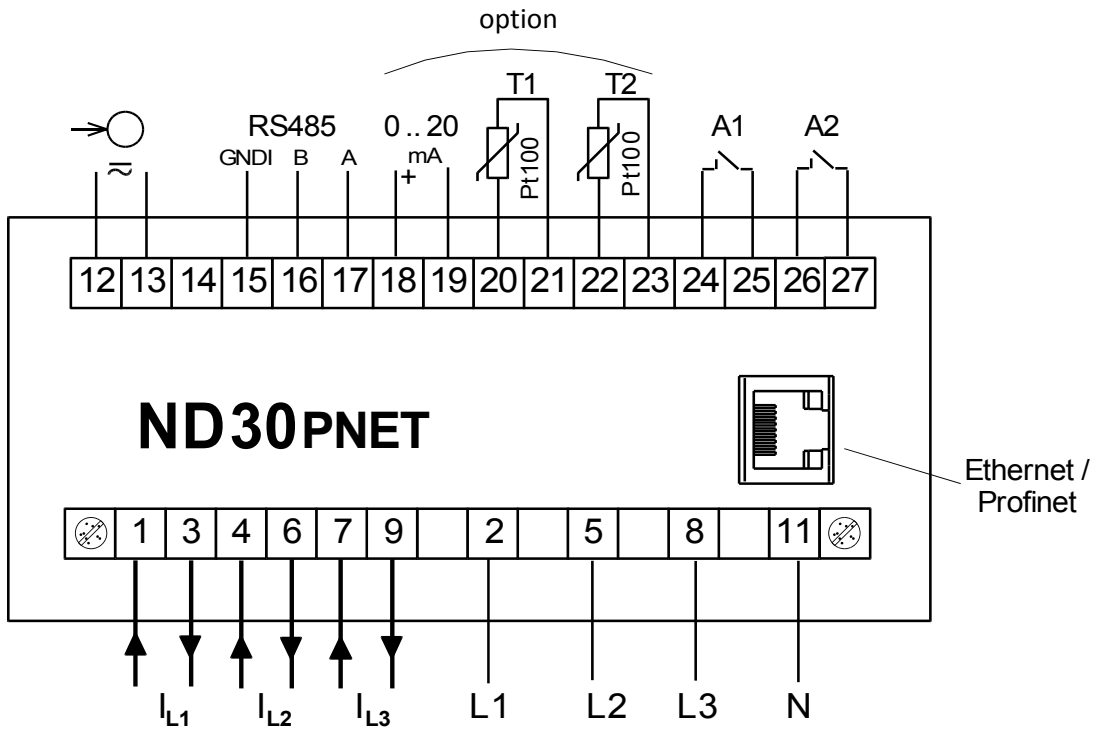 option
T1 T2
RS485 0 .. 20 A1 A2
GNDI B A mA
+
Pt100 Pt100
12 13 14 15 16 17 18 19 20 21 22 23 24 25 26 27
ND30PNET
Ethernet /
Profinet
1 3 4 6 7 9 2 5 8 11
IL1 IL2 IL3 L1 L2 L3 N